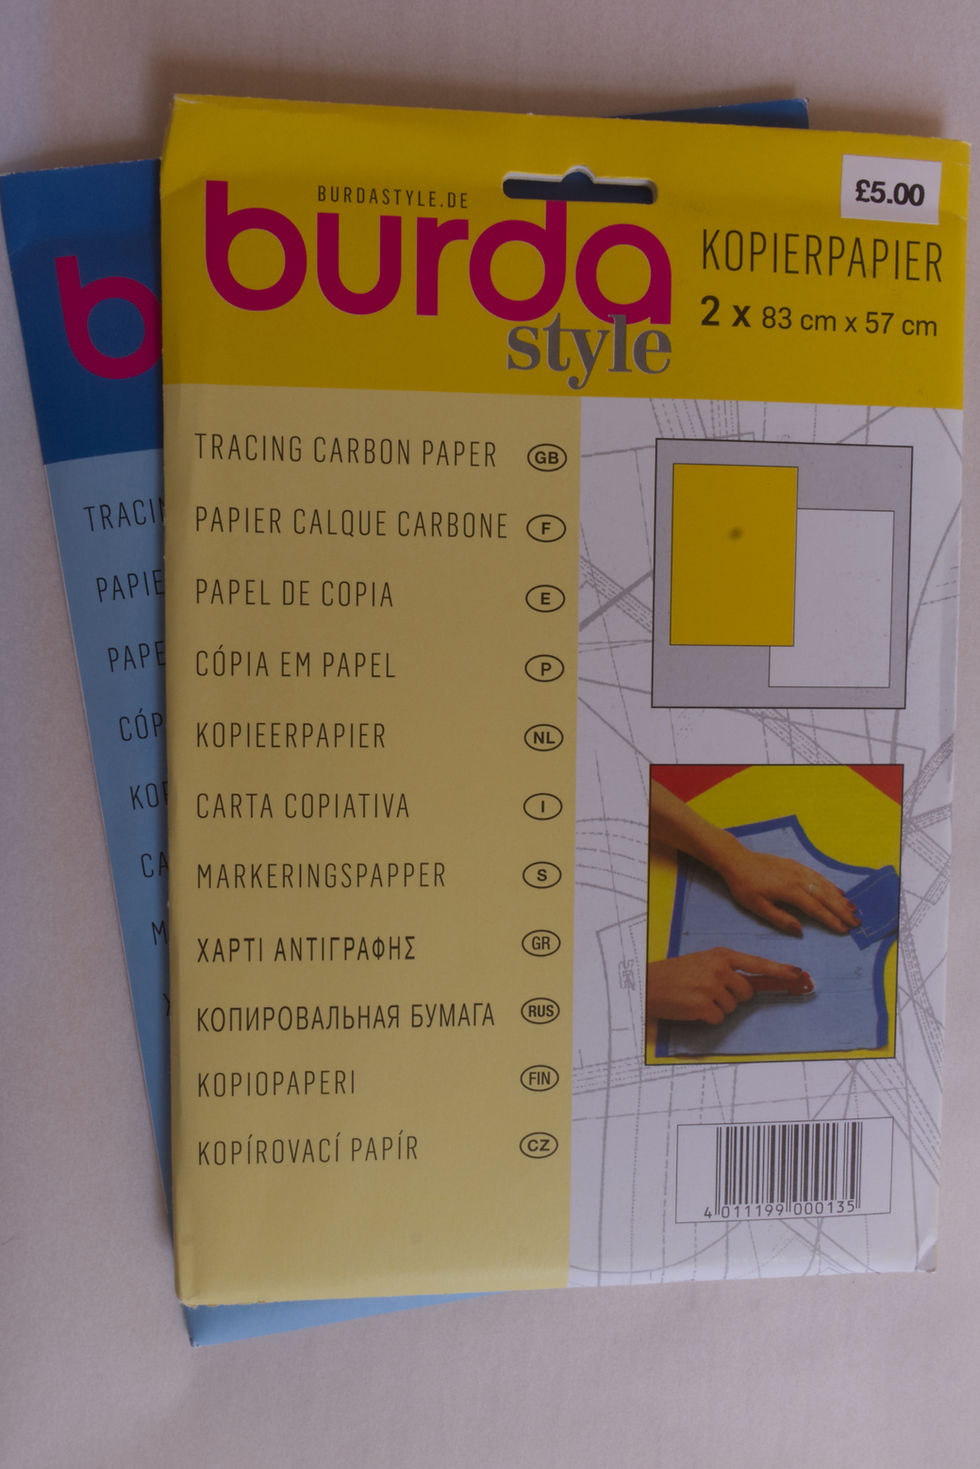 BURDASTYLE.DE
burda
style
£5.00
KOPIERPAPIER
2 x 83 cm x 57 cm
TRACING CARBON PAPER GB
PAPIER CALQUE CARBONE F
PAPEL DE COPIA E
CÓPIA EM PAPEL P
KOPIEERPAPIER NL
CARTA COPIATIVA I
MARKERINGSPAPPER S
ΧΑΡΤΙ ΑΝΤΙΓΡΑΦΗΣ GR
КОПИРОВАЛЬНАЯ БУМАГА RUS
KOPIOPAPERI FIN
KOPÍROVACÍ PAPÍR CZ
4 011199 000135